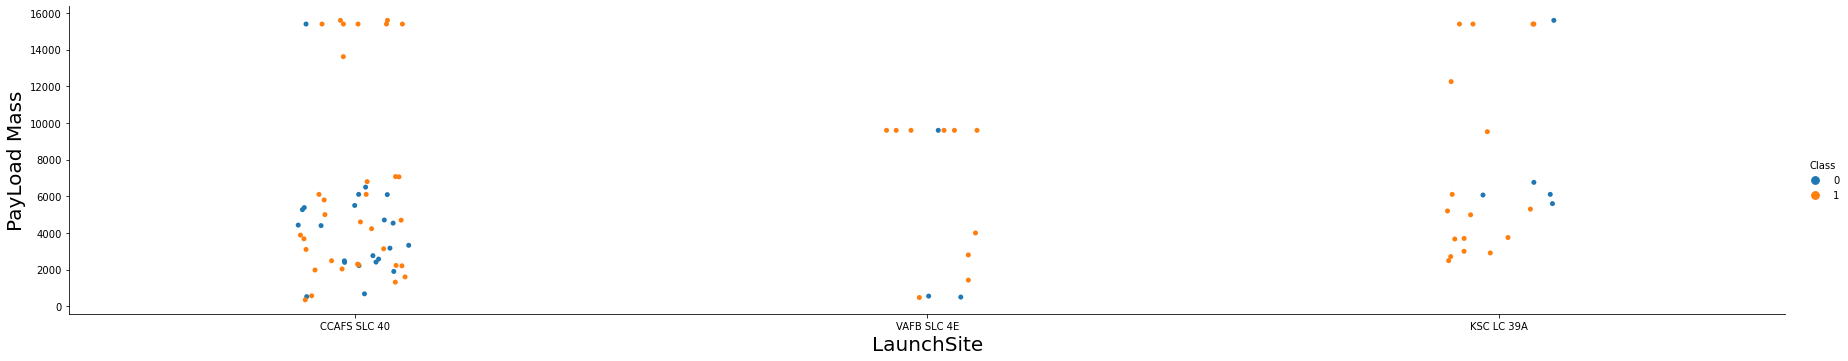 16000
14000
12000
10000
8000
6000
4000
2000
0
PayLoad Mass
CCAFS SLC 40
VAFB SLC 4E
KSC LC 39A
LaunchSite
Class
0
1